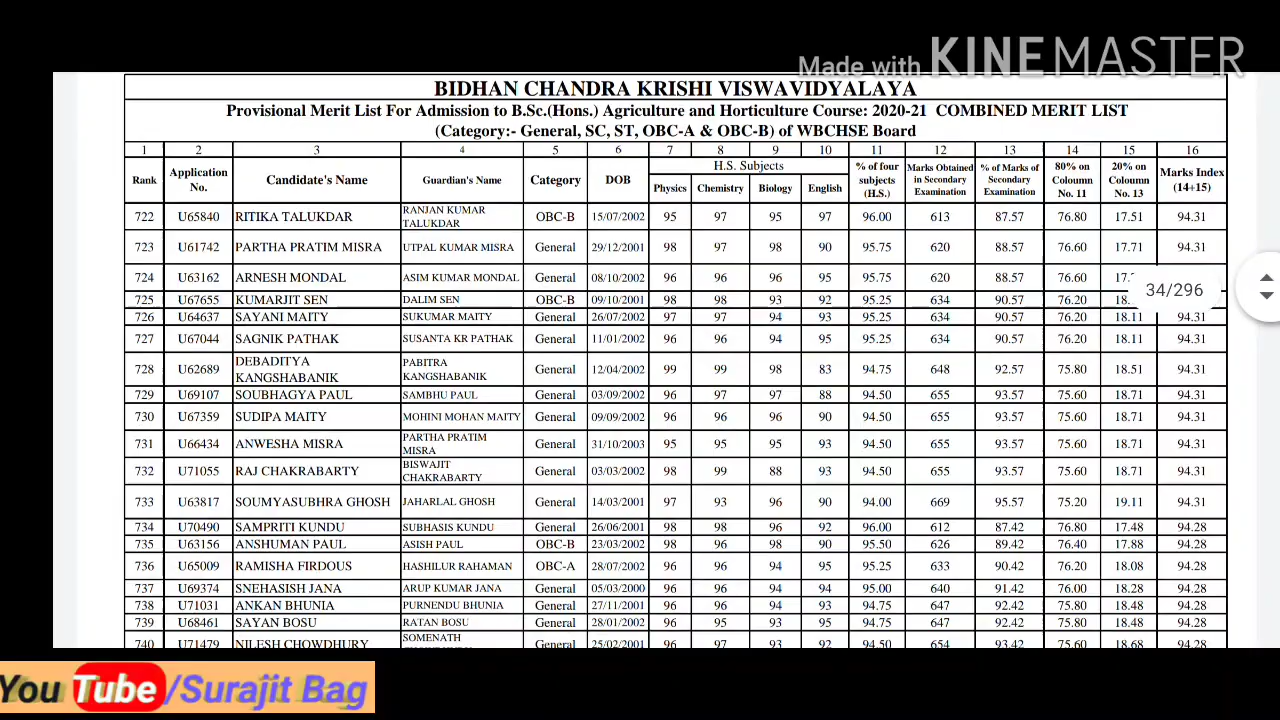 Made with KINEMASTER
BIDHAN CHANDRA KRISHI VISWAVIDYALAYA
Provisional Merit List For Admission to B.Sc.(Hons.) Agriculture and Horticulture Course: 2020-21 COMBINED MERIT LIST
(Category:- General, SC, ST, OBC-A & OBC-B) of WBCHSE Board
1 2 3 4 5 6 7 8 9 10 11 12 13 14 15 16
Rank Application No. Candidate's Name Guardian's Name Category DOB H.S. Subjects Physics Chemistry Biology English % of four subjects (H.S.) Marks Obtained in Secondary Examination % of Marks of Secondary Examination 80% on Coloumn No. 11 20% on Coloumn No. 13 Marks Index (14+15)
722 U65840 RITIKA TALUKDAR RANJAN KUMAR TALUKDAR OBC-B 15/07/2002 95 97 95 97 96.00 613 87.57 76.80 17.51 94.31
723 U61742 PARTHA PRATIM MISRA UTPAL KUMAR MISRA General 29/12/2001 98 97 98 90 95.75 620 88.57 76.60 17.71 94.31
724 U63162 ARNESH MONDAL ASIM KUMAR MONDAL General 08/10/2002 96 96 96 95 95.75 620 88.57 76.60 94.31
34/296
725 U67655 KUMARJIT SEN DALIM SEN OBC-B 09/10/2001 98 98 93 92 95.25 634 90.57 76.20
726 U64637 SAYANI MAITY SUKUMAR MAITY General 26/07/2002 97 97 94 93 95.25 634 90.57 76.20 18.11 94.31
727 U67044 SAGNIK PATHAK SUSANTA KR PATHAK General 11/01/2002 96 96 94 95 95.25 634 90.57 76.20 18.11 94.31
728 U62689 DEBADITYA KANGSHABANIK PABITRA KANGSHABANIK General 12/04/2002 99 99 98 83 94.75 648 92.57 75.80 18.51 94.31
729 U69107 SOUBHAGYA PAUL SAMBHU PAUL General 03/09/2002 96 97 97 88 94.50 655 93.57 75.60 18.71 94.31
730 U67359 SUDIPA MAITY MOHINI MOHAN MAITY General 09/09/2002 96 96 96 90 94.50 655 93.57 75.60 18.71 94.31
731 U66434 ANWESHA MISRA PARTHA PRATIM MISRA General 31/10/2003 95 95 95 93 94.50 655 93.57 75.60 18.71 94.31
732 U71055 RAJ CHAKRABARTY BISWAJIT CHAKRABARTY General 03/03/2002 98 99 88 93 94.50 655 93.57 75.60 18.71 94.31
733 U63817 SOUMYASUBHRA GHOSH JAHARLAL GHOSH General 14/03/2001 97 93 96 90 94.00 669 95.57 75.20 19.11 94.31
734 U70490 SAMPRITI KUNDU SUBHASIS KUNDU General 26/06/2001 98 98 96 92 96.00 612 87.42 76.80 17.48 94.28
735 U63156 ANSHUMAN PAUL ASISH PAUL OBC-B 23/03/2002 98 96 98 90 95.50 626 89.42 76.40 17.88 94.28
736 U65009 RAMISHA FIRDOUS HASHILUR RAHAMAN OBC-A 28/07/2002 96 96 94 95 95.25 633 90.42 76.20 18.08 94.28
737 U69374 SNEHASISH JANA ARUP KUMAR JANA General 05/03/2000 96 96 94 94 95.00 640 91.42 76.00 18.28 94.28
738 U71031 ANKAN BHUNIA PURNENDU BHUNIA General 27/11/2001 96 96 94 93 94.75 647 92.42 75.80 18.48 94.28
739 U68461 SAYAN BOSU RATAN BOSU General 28/01/2002 96 95 93 95 94.75 647 92.42 75.80 18.48 94.28
740 U71479 NILESH CHOWDHURY SOMENATH General 25/02/2001 96 97 93 92 94.50 654 93.42 75.60 18.68 94.28
You Tube/Surajit Bag